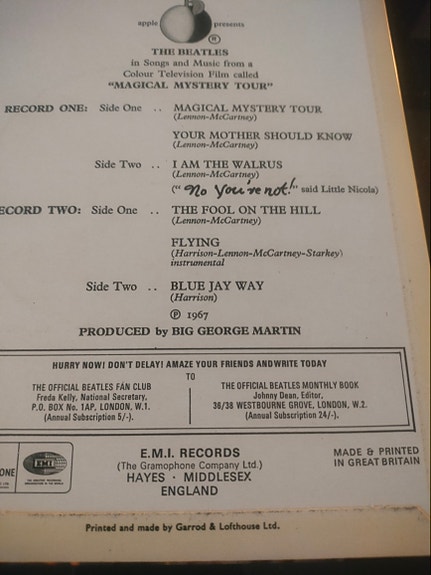 apple presents
®
THE BEATLES
in Songs and Music from a
Colour Television Film called
"MAGICAL MYSTERY TOUR"
RECORD ONE: Side One .. MAGICAL MYSTERY TOUR
(Lennon-McCartney)
YOUR MOTHER SHOULD KNOW
(Lennon-McCartney)
Side Two .. I AM THE WALRUS
(Lennon-McCartney)
("No You're not!" said Little Nicola)
ECORD TWO: Side One .. THE FOOL ON THE HILL
(Lennon-McCartney)
FLYING
(Harrison-Lennon-McCartney-Starkey)
instrumental
Side Two .. BLUE JAY WAY
(Harrison)
℗ 1967
PRODUCED by BIG GEORGE MARTIN
HURRY NOW! DON'T DELAY! AMAZE YOUR FRIENDS AND WRITE TODAY
TO
THE OFFICIAL BEATLES FAN CLUB
Freda Kelly, National Secretary,
P.O. BOX No. 1AP, LONDON, W.1.
(Annual Subscription 5/-).
THE OFFICIAL BEATLES MONTHLY BOOK
Johnny Dean, Editor,
36/38 WESTBOURNE GROVE, LONDON, W.2.
(Annual Subscription 24/-).
ONE
EMI
E.M.I. RECORDS
(The Gramophone Company Ltd.)
HAYES · MIDDLESEX
ENGLAND
MADE & PRINTED
IN GREAT BRITAIN
Printed and made by Garrod & Lofthouse Ltd.